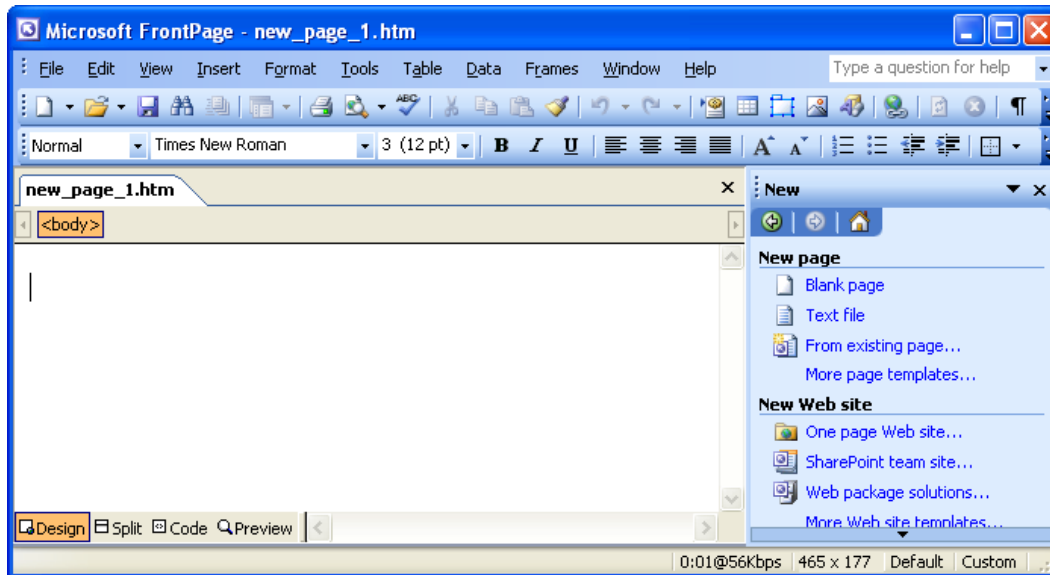 Microsoft FrontPage - new_page_1.htm
File Edit View Insert Format Tools Table Data Frames Window Help Type a question for help
ABC
Normal Times New Roman 3 (12 pt) B I U A A
new_page_1.htm
<body>
New
New page
Blank page
Text file
From existing page...
More page templates...
New Web site
One page Web site...
SharePoint team site...
Web package solutions...
More Web site templates...
Design Split Code Preview
0:01@56Kbps 465 x 177 Default Custom